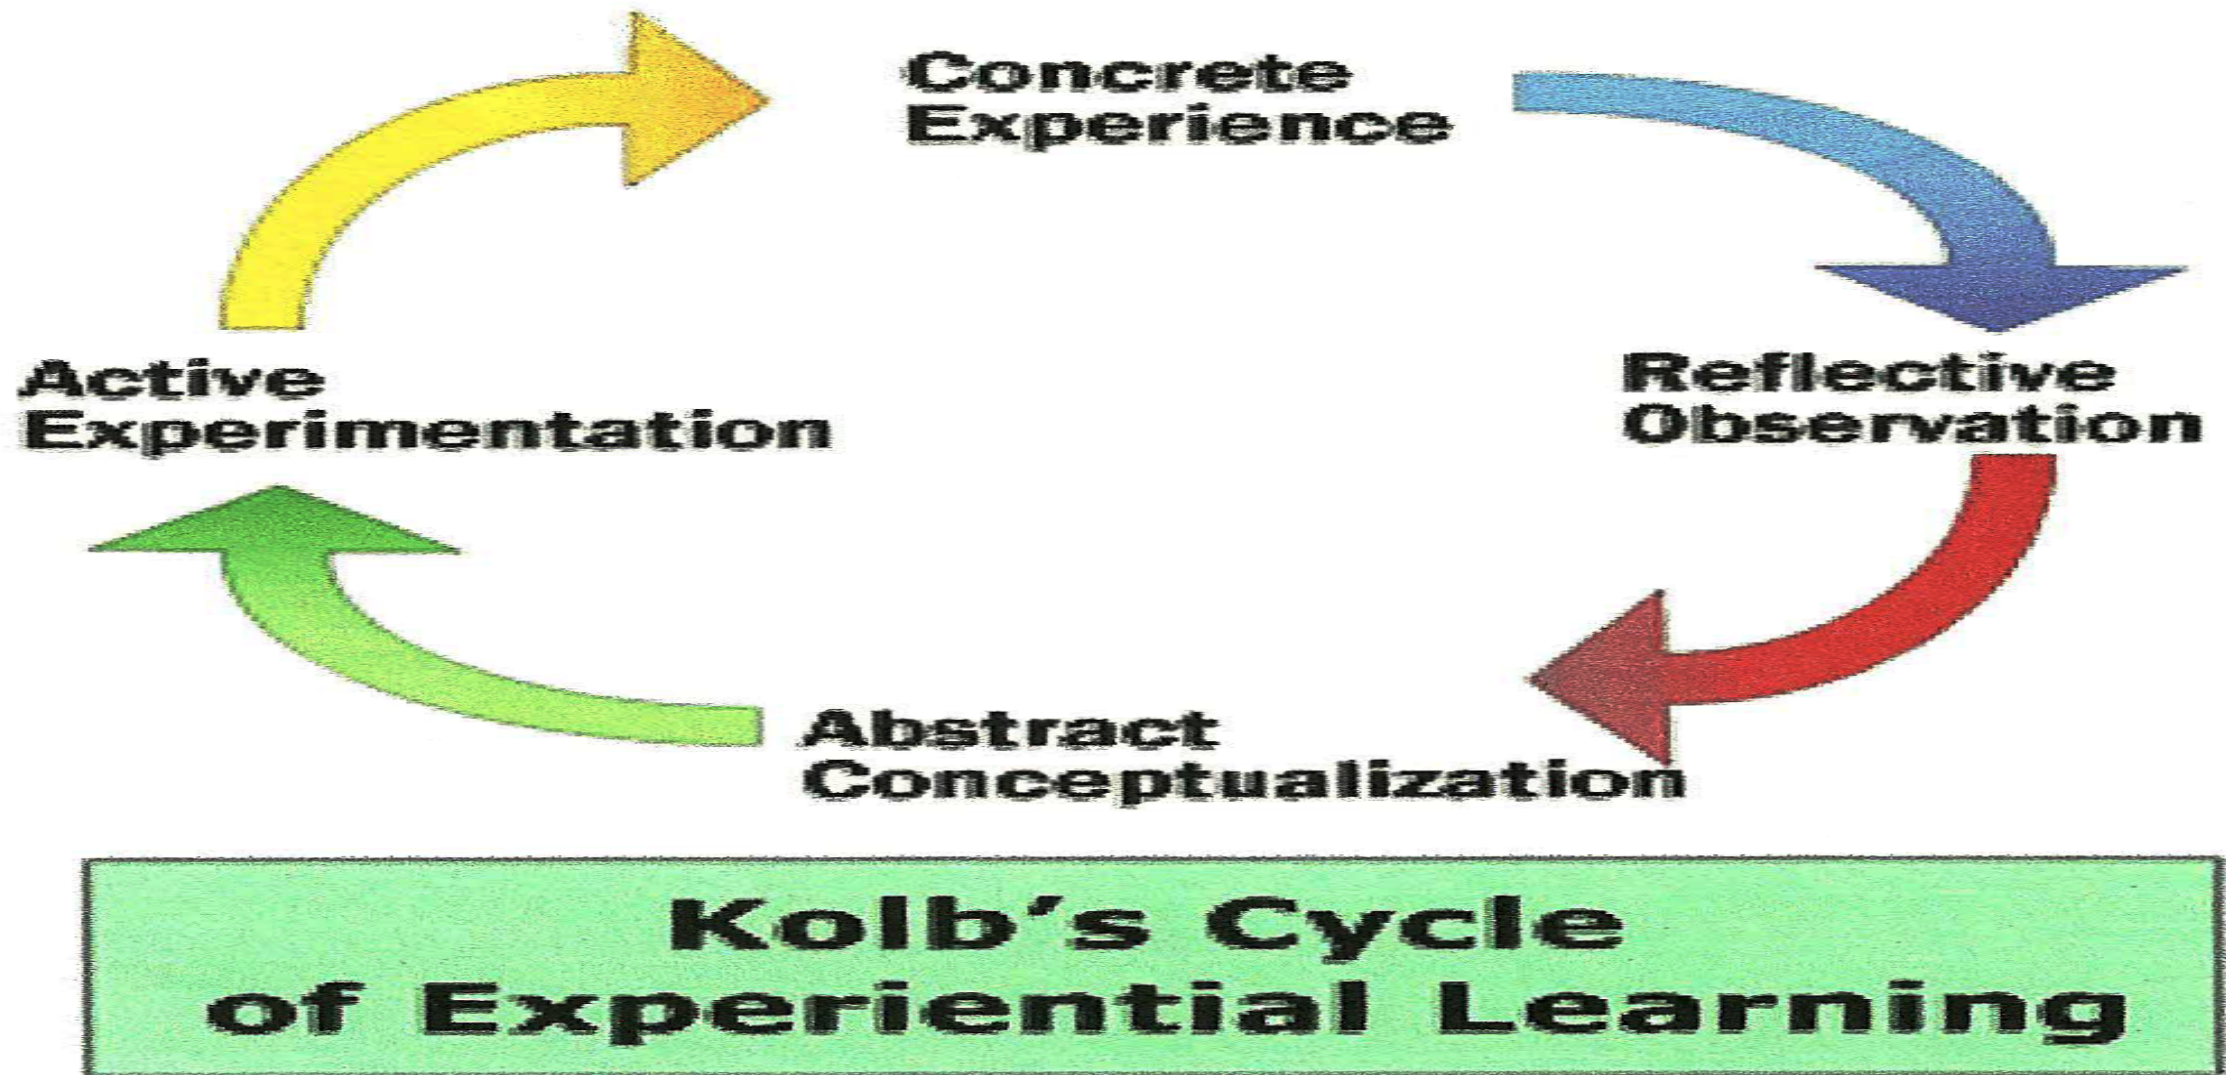 Concrete
Experience
Reflective
Observation
Abstract
Conceptualization
Active
Experimentation
Kolb's Cycle
of Experiential Learning